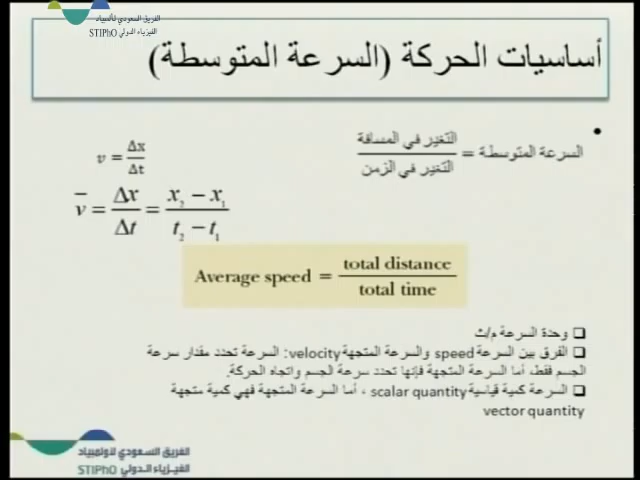 الفريق السعودي لأولمبياد
الفيزياء الدولي STIPhO
أساسيات الحركة (السرعة المتوسطة)
السرعة المتوسطة = التغير في المسافة / التغير في الزمن
v = Δx / Δt
v̄ = Δx / Δt = x₂ − x₁ / t₂ − t₁
Average speed = total distance / total time
وحدة السرعة م/ث
الفرق بين السرعة speed والسرعة المتجهة velocity: السرعة تحدد مقدار سرعة
الجسم فقط، أما السرعة المتجهة فإنها تحدد سرعة الجسم واتجاه الحركة.
السرعة كمية قياسية scalar quantity ، أما السرعة المتجهة فهي كمية متجهة
vector quantity
الفريق السعودي لأولمبياد
الفيزياء الدولي STIPhO